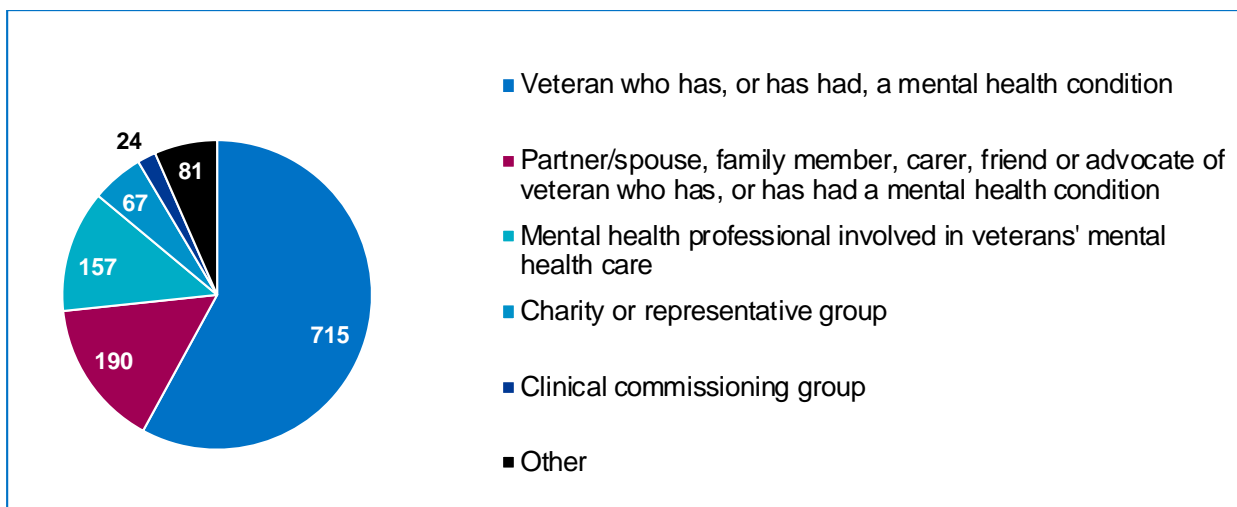 24
81
67
157
190
715
Veteran who has, or has had, a mental health condition
Partner/spouse, family member, carer, friend or advocate of
veteran who has, or has had a mental health condition
Mental health professional involved in veterans' mental
health care
Charity or representative group
Clinical commissioning group
Other